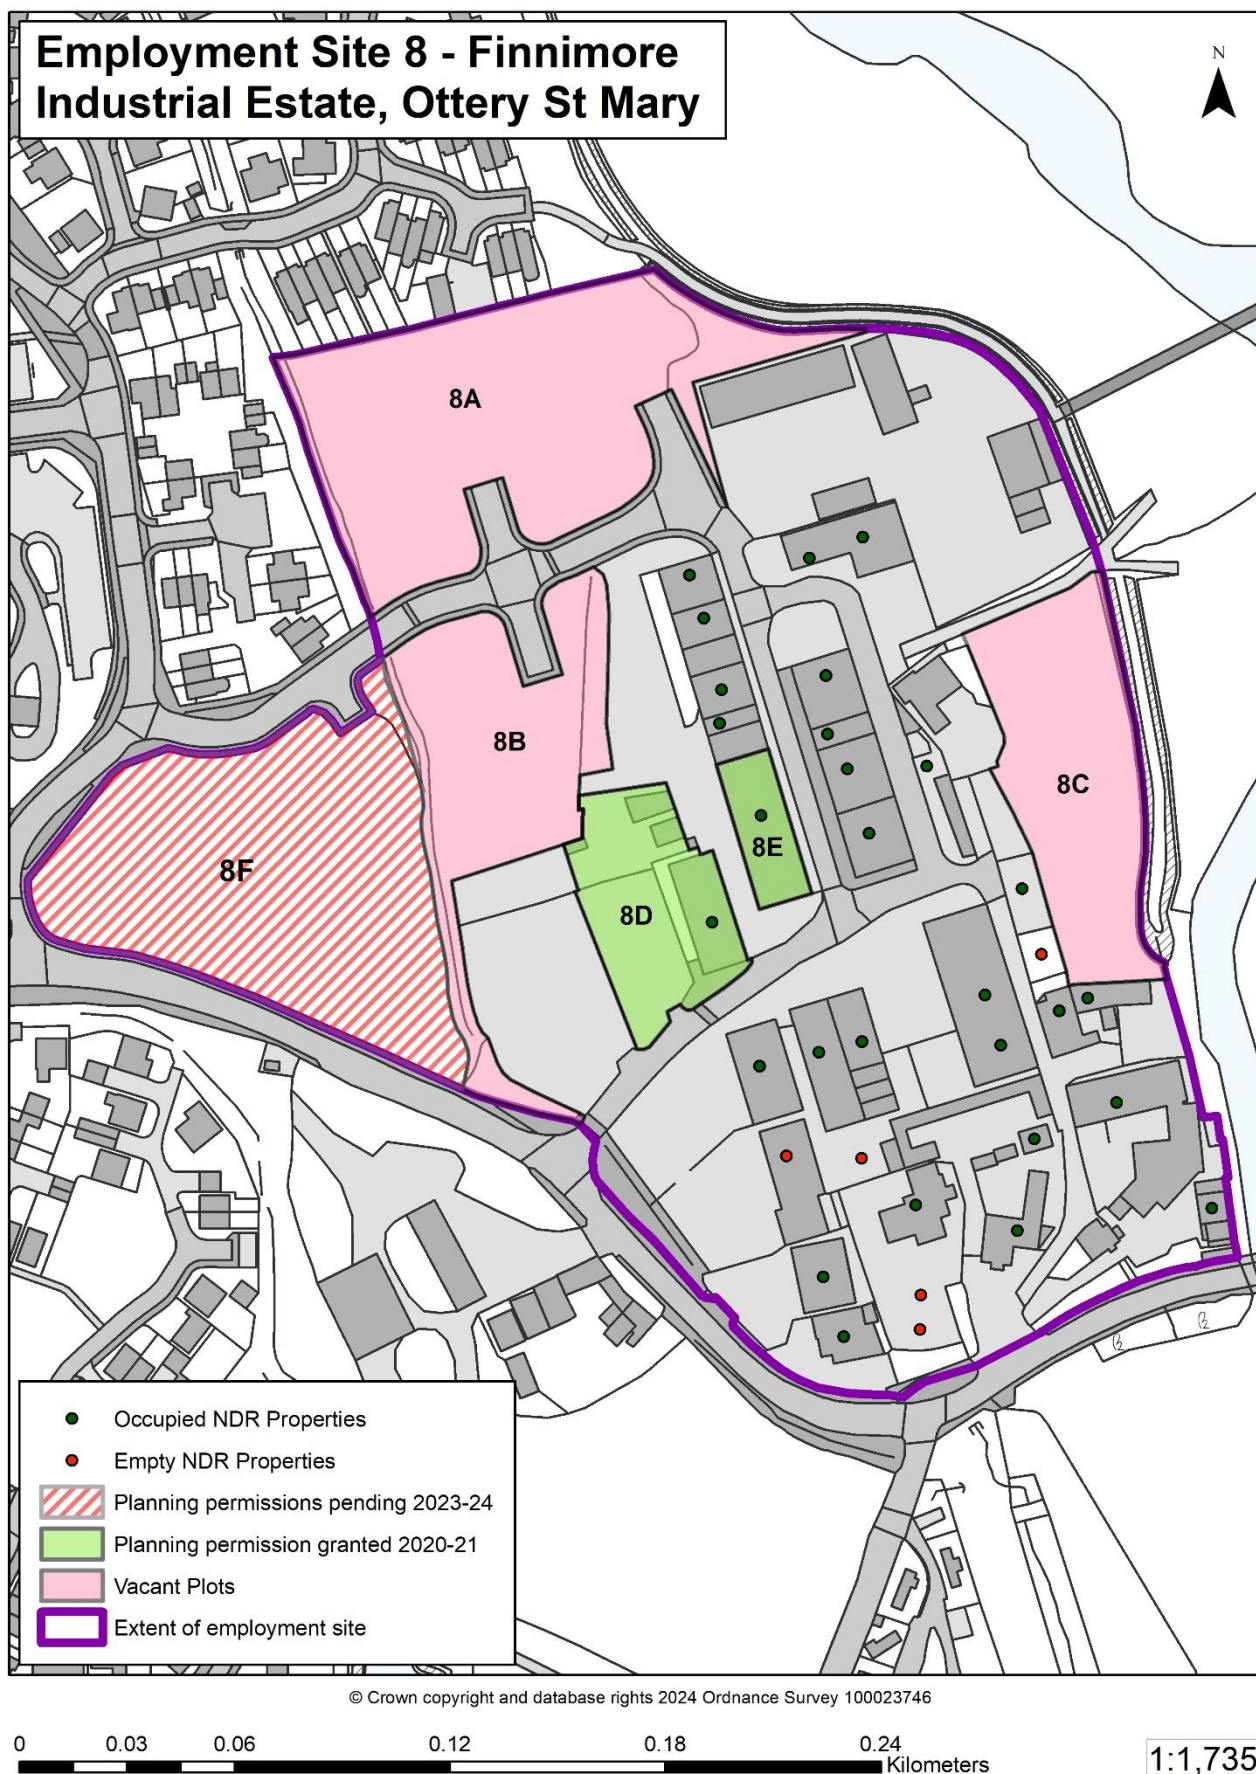 Employment Site 8 - Finnimore
Industrial Estate, Ottery St Mary
N
8A
8B
8C
8E
8F
8D
Occupied NDR Properties
Empty NDR Properties
Planning permissions pending 2023-24
Planning permission granted 2020-21
Vacant Plots
Extent of employment site
© Crown copyright and database rights 2024 Ordnance Survey 100023746
0 0.03 0.06 0.12 0.18 0.24
Kilometers
1:1,735